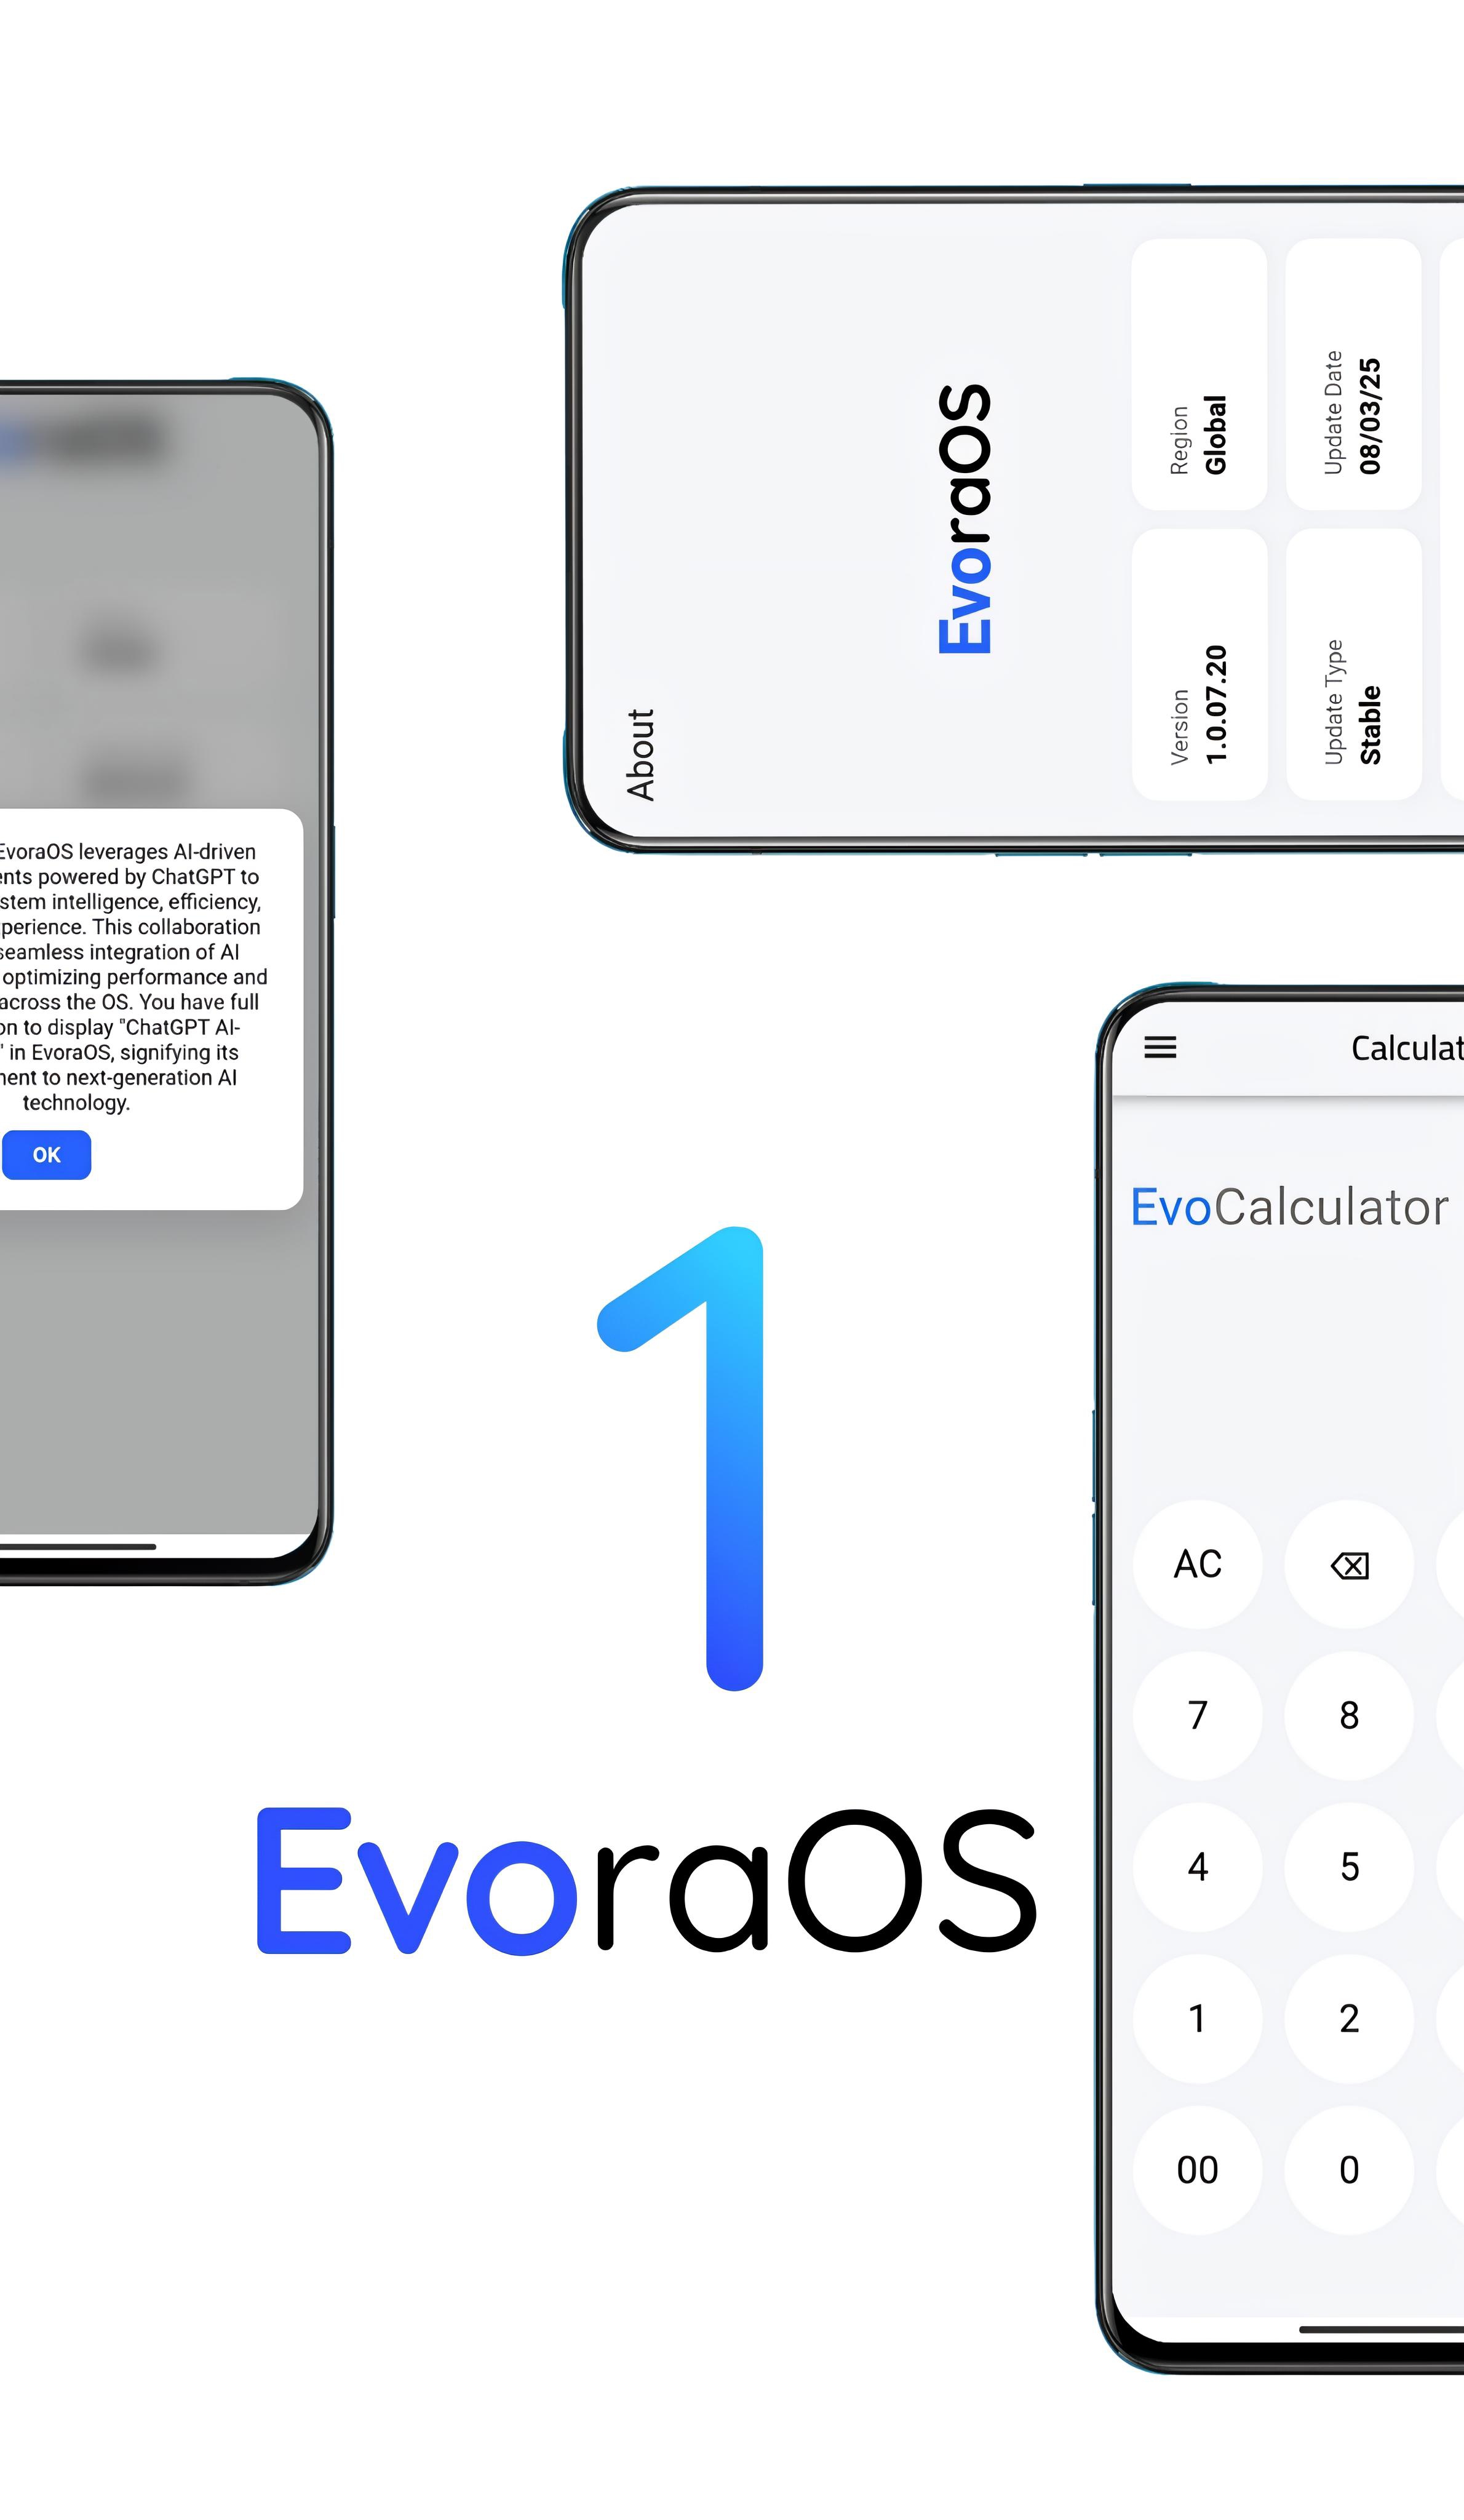 About
EvoraOS
Version
1.0.07.20
Region
Global
Update Type
Stable
Update Date
08/03/25
EvoraOS leverages AI-driven
ents powered by ChatGPT to
stem intelligence, efficiency,
perience. This collaboration
seamless integration of AI
optimizing performance and
across the OS. You have full
on to display "ChatGPT AI-
" in EvoraOS, signifying its
ment to next-generation AI
technology.
OK
Calculat
EvoCalculator
AC
7 8
4 5
1 2
00 0
1
EvoraOS